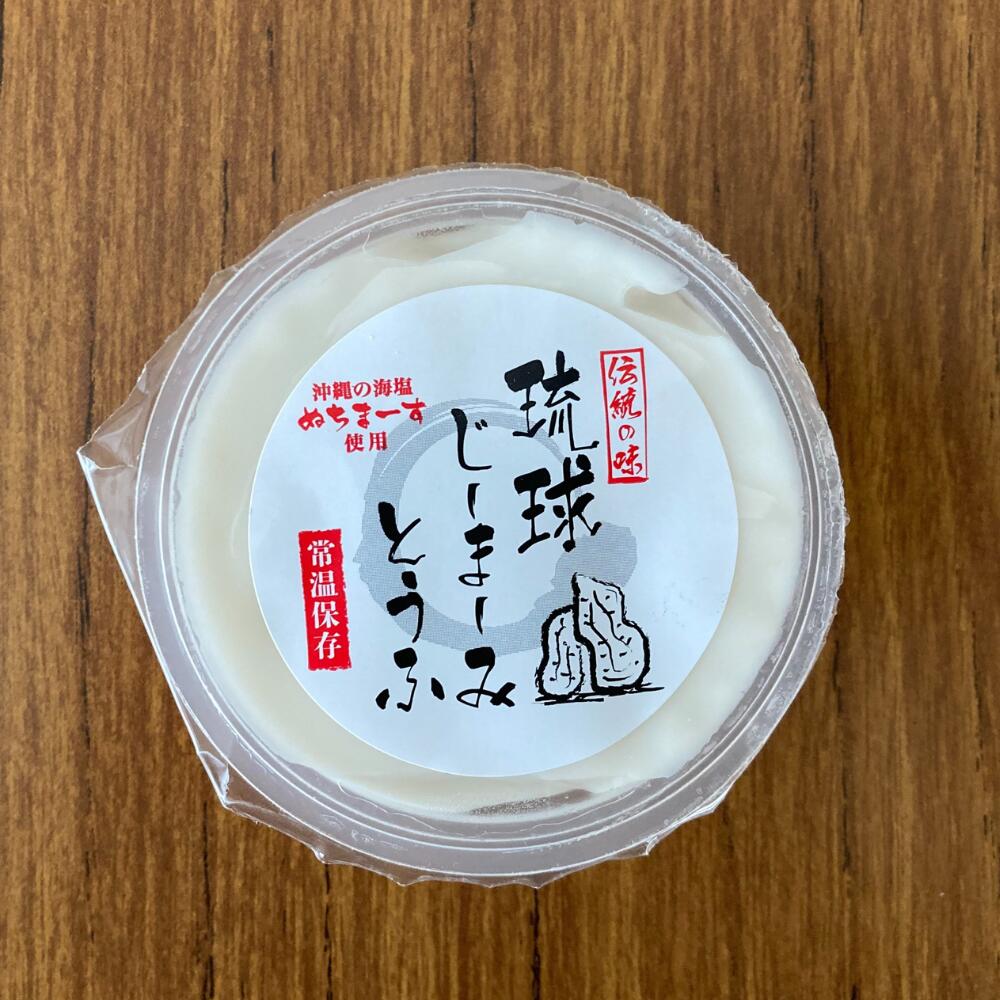 伝統の味
琉球
じーまーみ
とうふ
沖縄の海塩
ぬちまーす
使用
常温保存